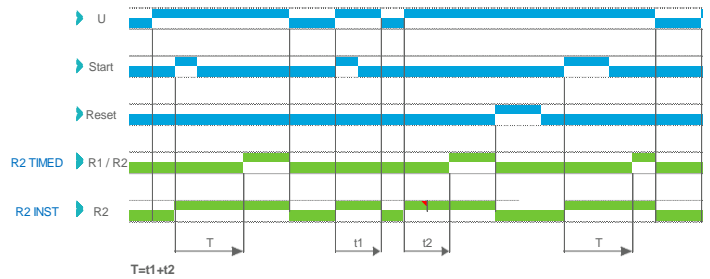 U
Start
Reset
R2 TIMED R1 / R2
R2 INST R2
T t1 t2 T
T=t1+t2